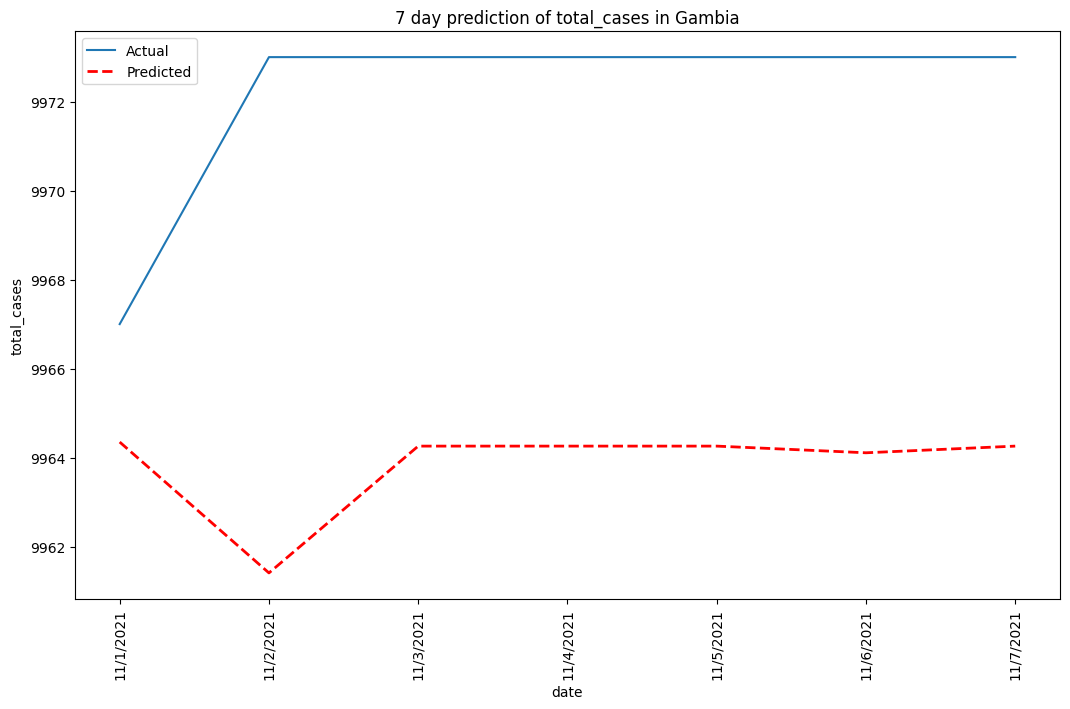 7 day prediction of total_cases in Gambia
Actual
Predicted
9972
9970
9968
9966
9964
9962
total_cases
11/1/2021
11/2/2021
11/3/2021
11/4/2021
11/5/2021
11/6/2021
11/7/2021
date